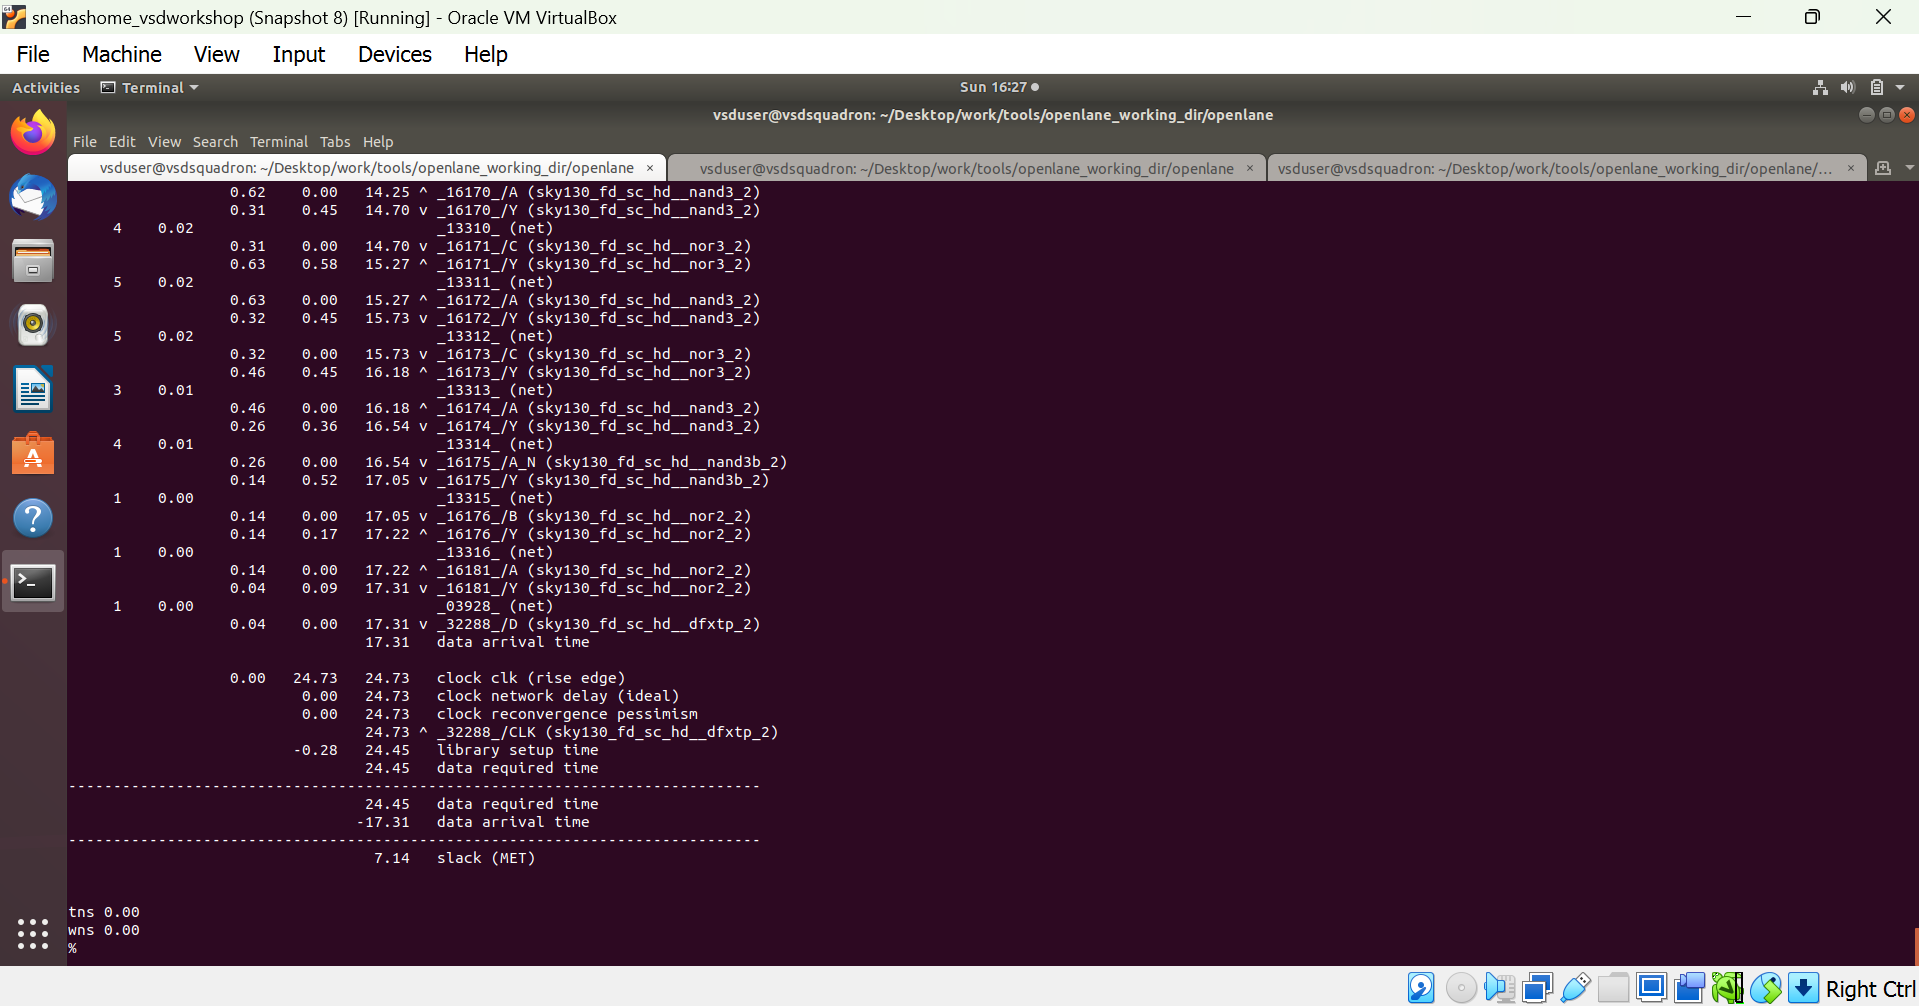 snehashome_vsdworkshop (Snapshot 8) [Running] - Oracle VM VirtualBox
File Machine View Input Devices Help
Activities Terminal Sun 16:27
vsduser@vsdsquadron: ~/Desktop/work/tools/openlane_working_dir/openlane
File Edit View Search Terminal Tabs Help
vsduser@vsdsquadron: ~/Desktop/work/tools/openlane_working_dir/openlane × vsduser@vsdsquadron: ~/Desktop/work/tools/openlane_working_dir/openlane × vsduser@vsdsquadron: ~/Desktop/work/tools/openlane_working_dir/openlane/... ×
0.62 0.00 14.25 ^ _16170_/A (sky130_fd_sc_hd__nand3_2)
0.31 0.45 14.70 v _16170_/Y (sky130_fd_sc_hd__nand3_2)
4 0.02 _13310_ (net)
0.31 0.00 14.70 v _16171_/C (sky130_fd_sc_hd__nor3_2)
0.63 0.58 15.27 ^ _16171_/Y (sky130_fd_sc_hd__nor3_2)
5 0.02 _13311_ (net)
0.63 0.00 15.27 ^ _16172_/A (sky130_fd_sc_hd__nand3_2)
0.32 0.45 15.73 v _16172_/Y (sky130_fd_sc_hd__nand3_2)
5 0.02 _13312_ (net)
0.32 0.00 15.73 v _16173_/C (sky130_fd_sc_hd__nor3_2)
0.46 0.45 16.18 ^ _16173_/Y (sky130_fd_sc_hd__nor3_2)
3 0.01 _13313_ (net)
0.46 0.00 16.18 ^ _16174_/A (sky130_fd_sc_hd__nand3_2)
0.26 0.36 16.54 v _16174_/Y (sky130_fd_sc_hd__nand3_2)
4 0.01 _13314_ (net)
0.26 0.00 16.54 v _16175_/A_N (sky130_fd_sc_hd__nand3b_2)
0.14 0.52 17.05 v _16175_/Y (sky130_fd_sc_hd__nand3b_2)
1 0.00 _13315_ (net)
0.14 0.00 17.05 v _16176_/B (sky130_fd_sc_hd__nor2_2)
0.14 0.17 17.22 ^ _16176_/Y (sky130_fd_sc_hd__nor2_2)
1 0.00 _13316_ (net)
0.14 0.00 17.22 ^ _16181_/A (sky130_fd_sc_hd__nor2_2)
0.04 0.09 17.31 v _16181_/Y (sky130_fd_sc_hd__nor2_2)
1 0.00 _03928_ (net)
0.04 0.00 17.31 v _32288_/D (sky130_fd_sc_hd__dfxtp_2)
17.31 data arrival time
0.00 24.73 24.73 clock clk (rise edge)
0.00 24.73 clock network delay (ideal)
0.00 24.73 clock reconvergence pessimism
24.73 ^ _32288_/CLK (sky130_fd_sc_hd__dfxtp_2)
-0.28 24.45 library setup time
24.45 data required time
-----------------------------------------------------------------------------
24.45 data required time
-17.31 data arrival time
-----------------------------------------------------------------------------
7.14 slack (MET)
tns 0.00
wns 0.00
%
Right Ctrl